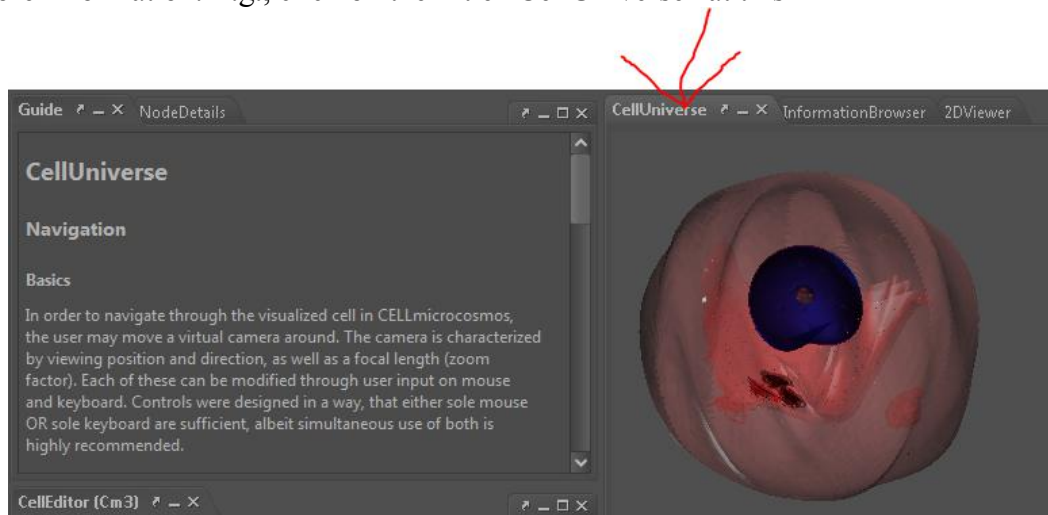 Guide NodeDetails
CellUniverse InformationBrowser 2DViewer
CellUniverse
Navigation
Basics
In order to navigate through the visualized cell in CELLmicrocosmos,
the user may move a virtual camera around. The camera is characterized
by viewing position and direction, as well as a focal length (zoom
factor). Each of these can be modified through user input on mouse
and keyboard. Controls were designed in a way, that either sole mouse
OR sole keyboard are sufficient, albeit simultaneous use of both is
highly recommended.
CellEditor (Cm3)